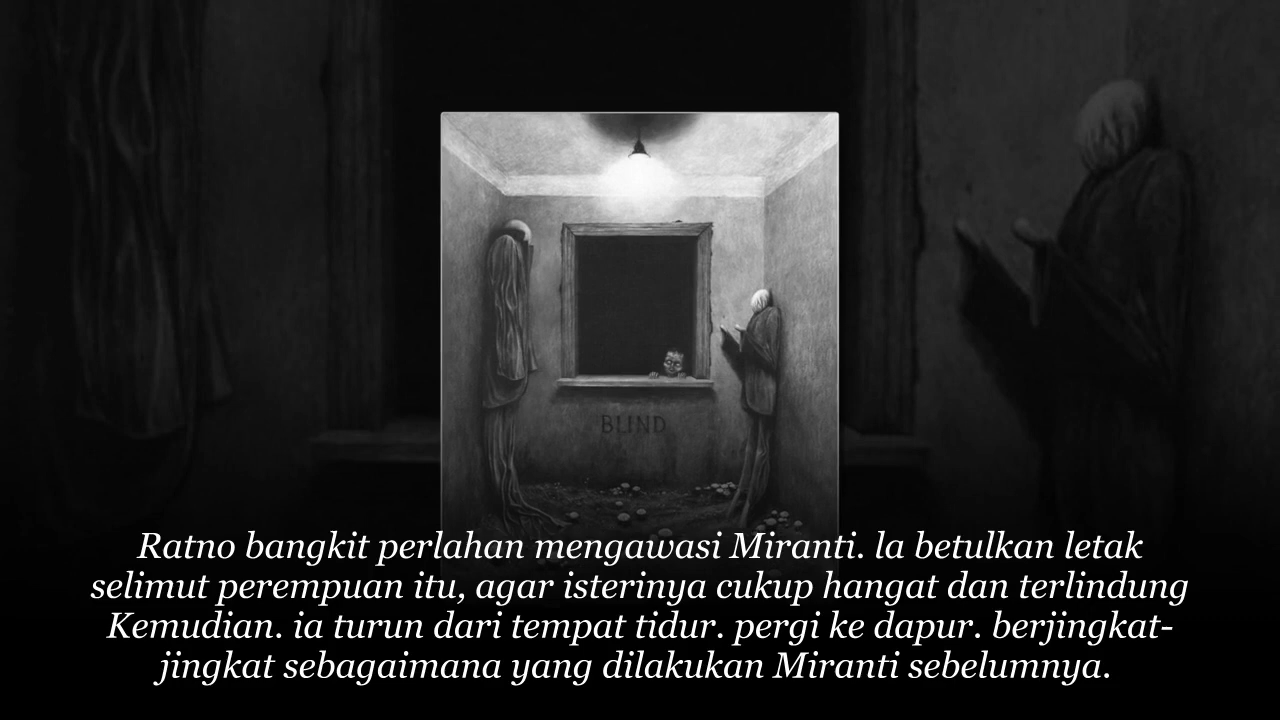 BLIND
Ratno bangkit perlahan mengawasi Miranti. la betulkan letak
selimut perempuan itu, agar isterinya cukup hangat dan terlindung
Kemudian. ia turun dari tempat tidur. pergi ke dapur. berjingkat-
jingkat sebagaimana yang dilakukan Miranti sebelumnya.